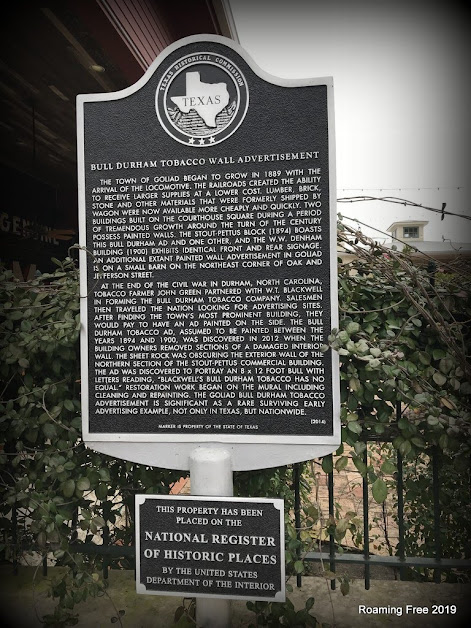 TEXAS HISTORICAL COMMISSION
TEXAS
BULL DURHAM TOBACCO WALL ADVERTISEMENT
THE TOWN OF GOLIAD BEGAN TO GROW IN 1889 WITH THE
ARRIVAL OF THE LOCOMOTIVE. THE RAILROADS CREATED THE ABILITY
TO RECEIVE LARGER SUPPLIES AT A LOWER COST. LUMBER, BRICK,
STONE AND OTHER MATERIALS THAT WERE FORMERLY SHIPPED BY
WAGON WERE NOW AVAILABLE MORE CHEAPLY AND QUICKLY. TWO
BUILDINGS BUILT ON THE COURTHOUSE SQUARE DURING A PERIOD
OF TREMENDOUS GROWTH AROUND THE TURN OF THE CENTURY
POSSESS PAINTED WALLS. THE STOUT-PETTUS BLOCK (1894) BOASTS
THIS BULL DURHAM AD AND ONE OTHER, AND THE W.W. DENHAM
BUILDING (1900) EXHIBITS IDENTICAL FRONT AND REAR SIGNAGE.
AN ADDITIONAL EXTANT PAINTED WALL ADVERTISEMENT IN GOLIAD
IS ON A SMALL BARN ON THE NORTHEAST CORNER OF OAK AND
JEFFERSON STREET.
AT THE END OF THE CIVIL WAR IN DURHAM, NORTH CAROLINA,
TOBACCO FARMER JOHN GREEN PARTNERED WITH W.T. BLACKWELL
IN FORMING THE BULL DURHAM TOBACCO COMPANY. SALESMEN
THEN TRAVELED THE NATION LOOKING FOR ADVERTISING SITES.
AFTER FINDING THE TOWN'S MOST PROMINENT BUILDING, THEY
WOULD PAY TO HAVE AN AD PAINTED ON THE SIDE. THE BULL
DURHAM TOBACCO AD, ASSUMED TO BE PAINTED BETWEEN THE
YEARS 1894 AND 1900, WAS DISCOVERED IN 2012 WHEN THE
BUILDING OWNERS REMOVED SECTIONS OF A DAMAGED INTERIOR
WALL. THE SHEET ROCK WAS OBSCURING THE EXTERIOR WALL OF THE
NORTHERN SECTION OF THE STOUT-PETTUS COMMERCIAL BUILDING.
THE AD WAS DISCOVERED TO PORTRAY AN 8 x 12 FOOT BULL WITH
LETTERS READING, "BLACKWELL'S BULL DURHAM TOBACCO HAS NO
EQUAL." RESTORATION WORK BEGAN ON THE MURAL INCLUDING
CLEANING AND REPAINTING. THE GOLIAD BULL DURHAM TOBACCO
ADVERTISEMENT IS SIGNIFICANT AS A RARE SURVIVING EARLY
ADVERTISING EXAMPLE, NOT ONLY IN TEXAS, BUT NATIONWIDE.
(2014)
MARKER IS PROPERTY OF THE STATE OF TEXAS
THIS PROPERTY HAS BEEN
PLACED ON THE
NATIONAL REGISTER
OF HISTORIC PLACES
BY THE UNITED STATES
DEPARTMENT OF THE INTERIOR
Roaming Free 2019